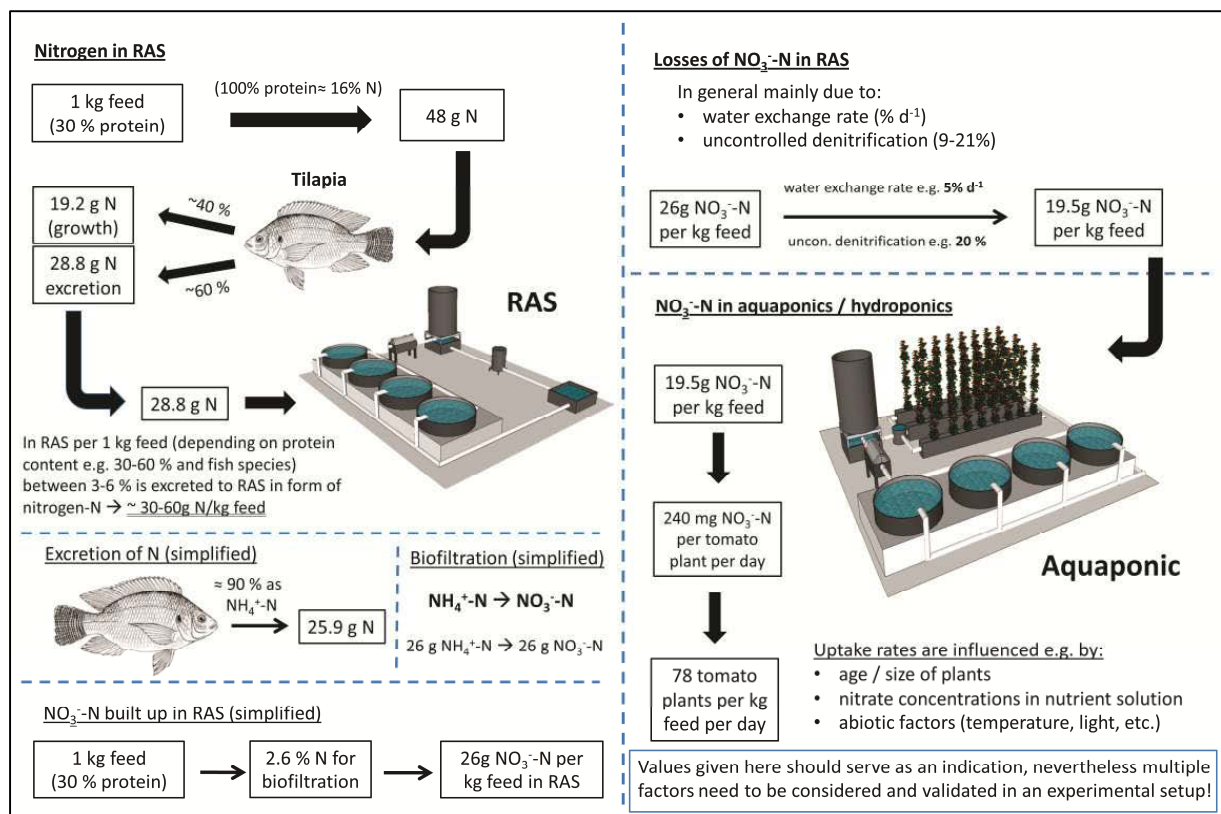 Nitrogen in RAS
1 kg feed
(30 % protein)
(100% protein≈ 16% N)
48 g N
Tilapia
19.2 g N
(growth)
~40 %
28.8 g N
excretion
~60 %
RAS
28.8 g N
In RAS per 1 kg feed (depending on protein
content e.g. 30-60 % and fish species)
between 3-6 % is excreted to RAS in form of
nitrogen-N → ~ 30-60g N/kg feed
Excretion of N (simplified)
≈ 90 % as
NH₄⁺-N
25.9 g N
Biofiltration (simplified)
NH₄⁺-N → NO₃⁻-N
26 g NH₄⁺-N → 26 g NO₃⁻-N
NO₃⁻-N built up in RAS (simplified)
1 kg feed
(30 % protein)
2.6 % N for
biofiltration
26g NO₃⁻-N per
kg feed in RAS
Losses of NO₃⁻-N in RAS
In general mainly due to:
• water exchange rate (% d⁻¹)
• uncontrolled denitrification (9-21%)
26g NO₃⁻-N
per kg feed
water exchange rate e.g. 5% d⁻¹
uncon. denitrification e.g. 20 %
19.5g NO₃⁻-N
per kg feed
NO₃⁻-N in aquaponics / hydroponics
19.5g NO₃⁻-N
per kg feed
240 mg NO₃⁻-N
per tomato
plant per day
78 tomato
plants per kg
feed per day
Aquaponic
Uptake rates are influenced e.g. by:
• age / size of plants
• nitrate concentrations in nutrient solution
• abiotic factors (temperature, light, etc.)
Values given here should serve as an indication, nevertheless multiple
factors need to be considered and validated in an experimental setup!